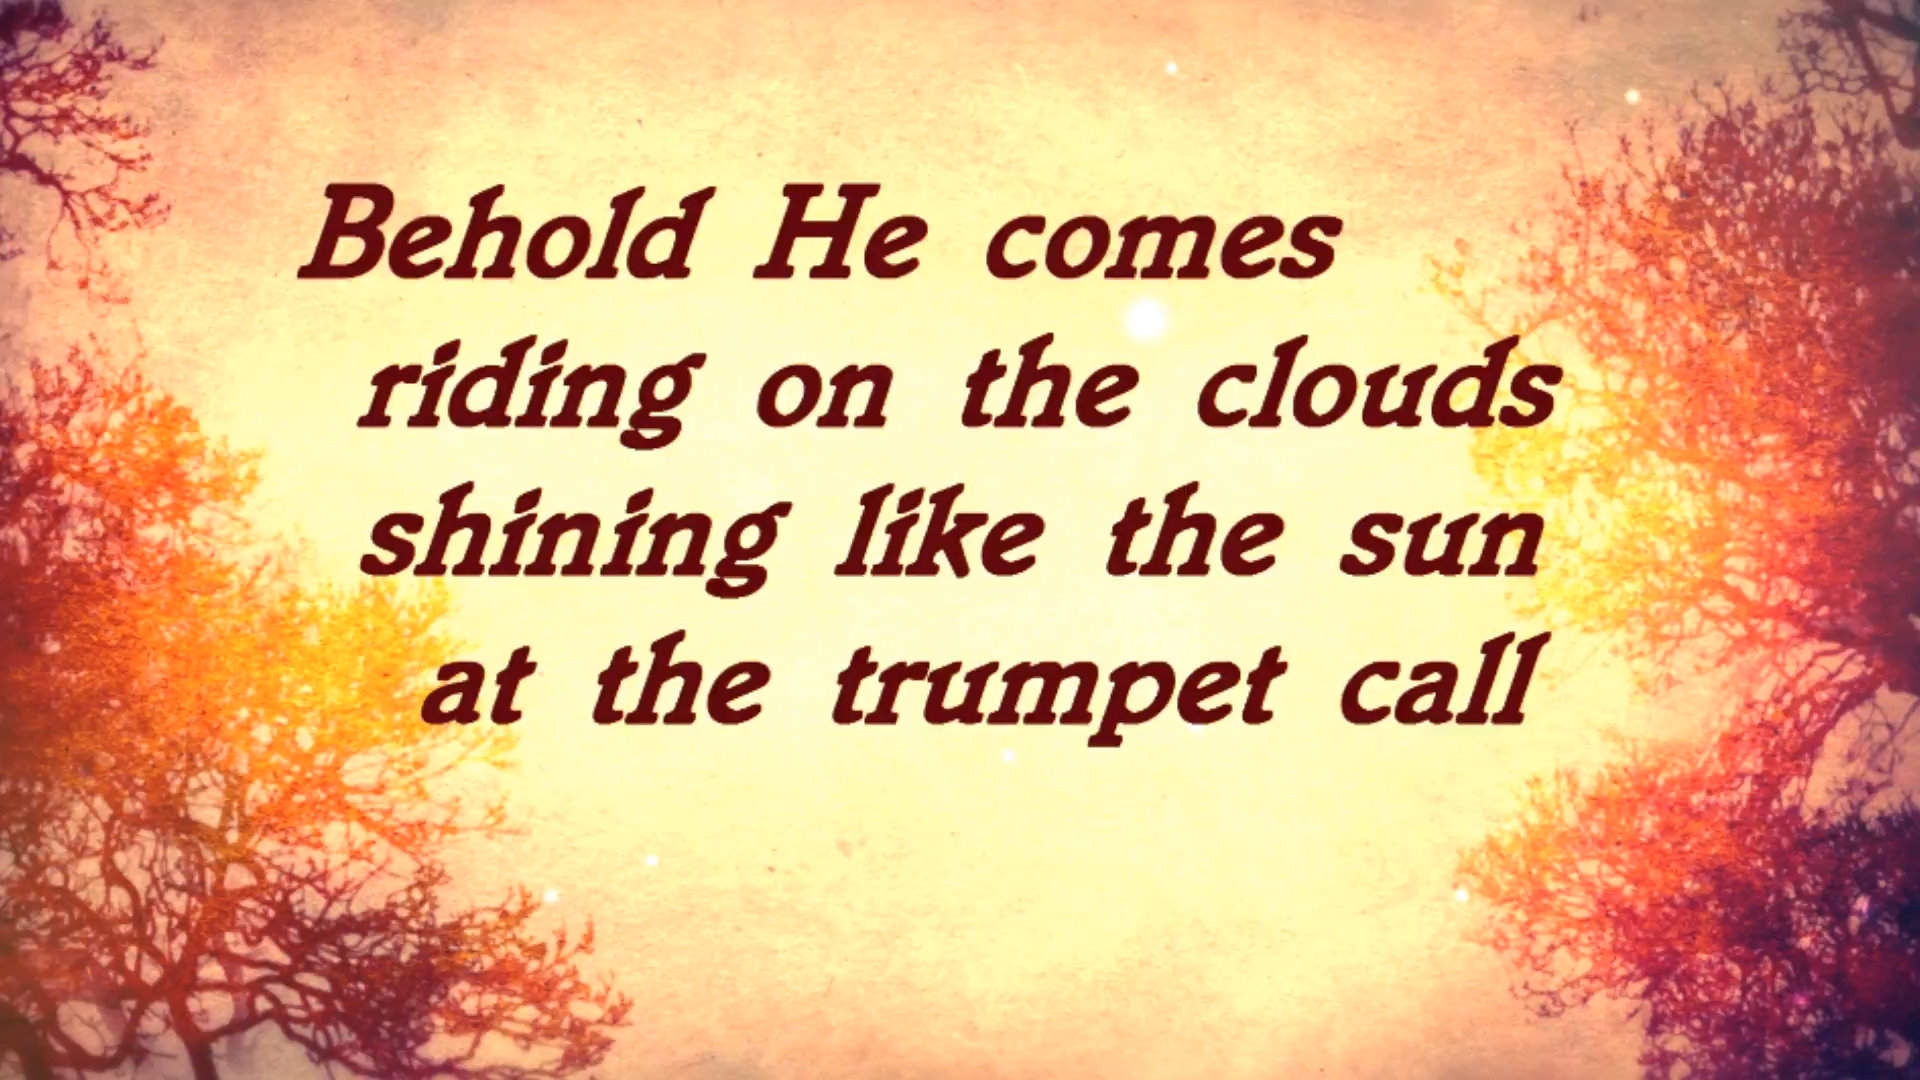 Behold He comes
riding on the clouds
shining like the sun
at the trumpet call